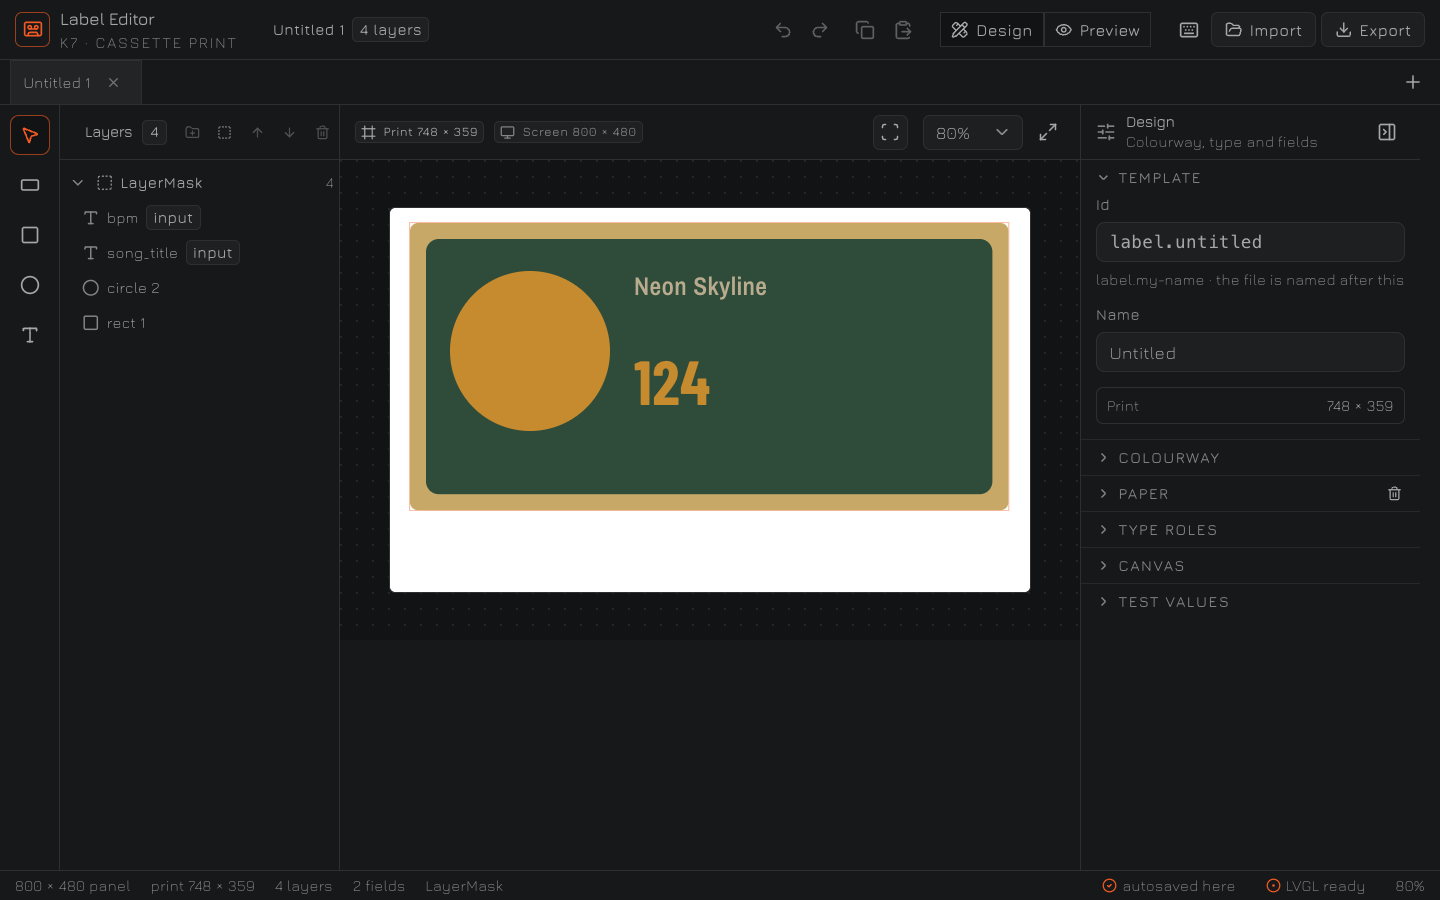 Label Editor
K7 · CASSETTE PRINT
Untitled 1 4 layers
Design Preview Import Export
Untitled 1
Layers 4
Print 748 × 359 Screen 800 × 480
80%
Design
Colourway, type and fields
LayerMask 4
bpm input
song_title input
circle 2
rect 1
Neon Skyline
124
TEMPLATE
Id
label.untitled
label.my-name · the file is named after this
Name
Untitled
Print 748 × 359
COLOURWAY
PAPER
TYPE ROLES
CANVAS
TEST VALUES
800 × 480 panel print 748 × 359 4 layers 2 fields LayerMask autosaved here LVGL ready 80%